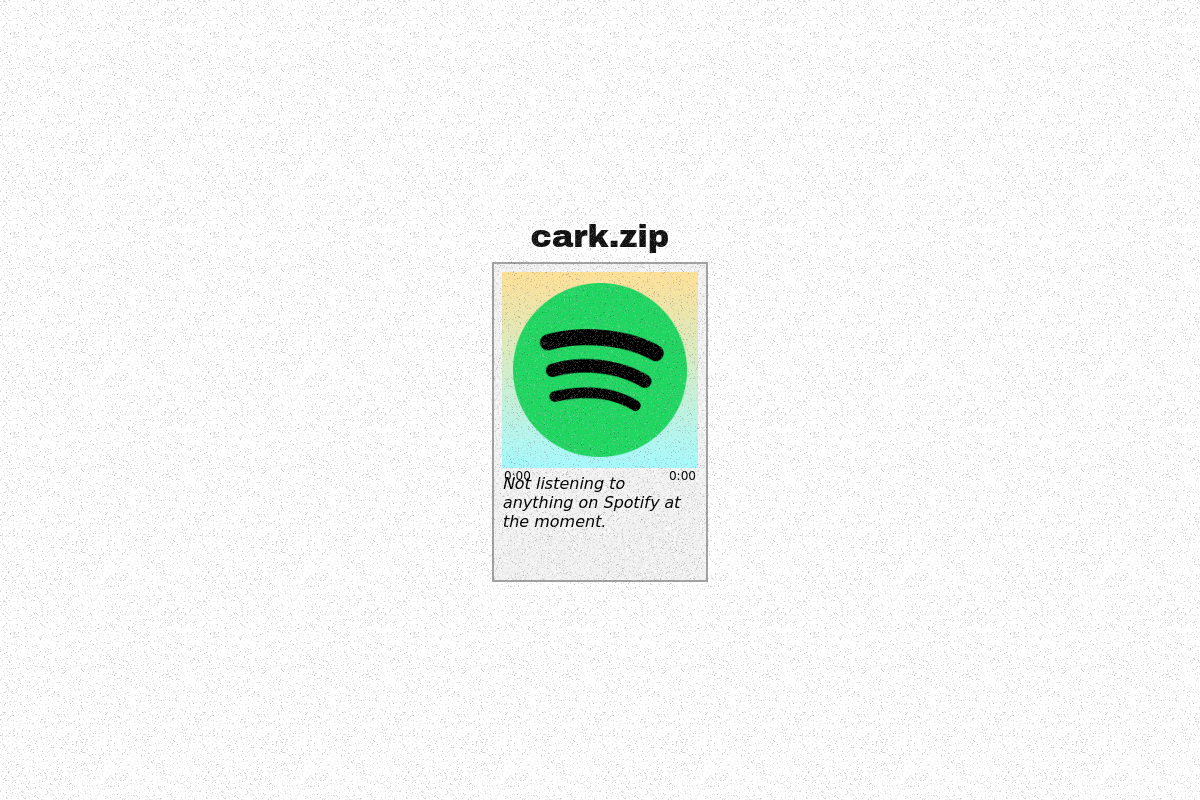 cark.zip
0:00 0:00
Not listening to
anything on Spotify at
the moment.